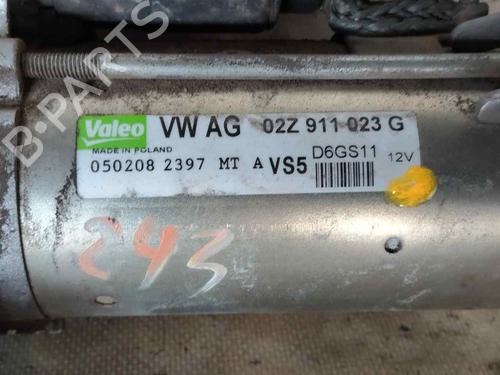 B-PARTS
Valeo VW AG 02Z 911 023 G
MADE IN POLAND
050208 2397 MT A VS5 D6GS11 12V
243